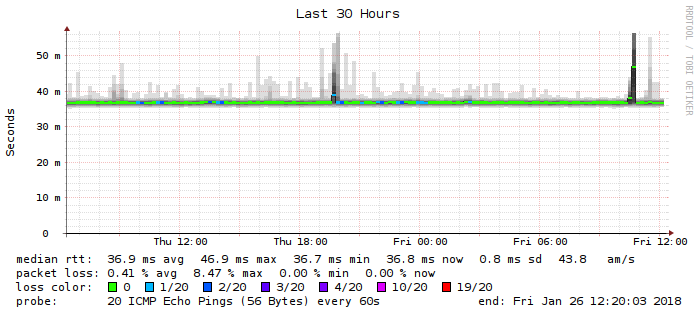 Last 30 Hours
RRDTOOL / TOBI OETIKER
Seconds
50 m
40 m
30 m
20 m
10 m
0
Thu 12:00 Thu 18:00 Fri 00:00 Fri 06:00 Fri 12:00
median rtt: 36.9 ms avg 46.9 ms max 36.7 ms min 36.8 ms now 0.8 ms sd 43.8 am/s
packet loss: 0.41 % avg 8.47 % max 0.00 % min 0.00 % now
loss color: 0 1/20 2/20 3/20 4/20 10/20 19/20
probe: 20 ICMP Echo Pings (56 Bytes) every 60s end: Fri Jan 26 12:20:03 2018